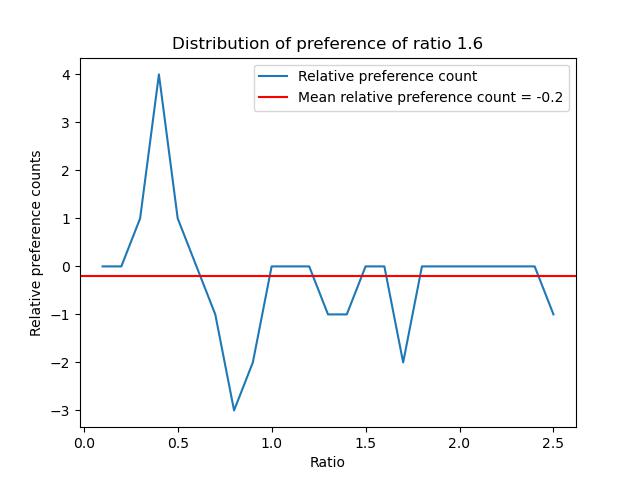 Distribution of preference of ratio 1.6
Relative preference count
Mean relative preference count = -0.2
Relative preference counts
4
3
2
1
0
−1
−2
−3
0.0 0.5 1.0 1.5 2.0 2.5
Ratio